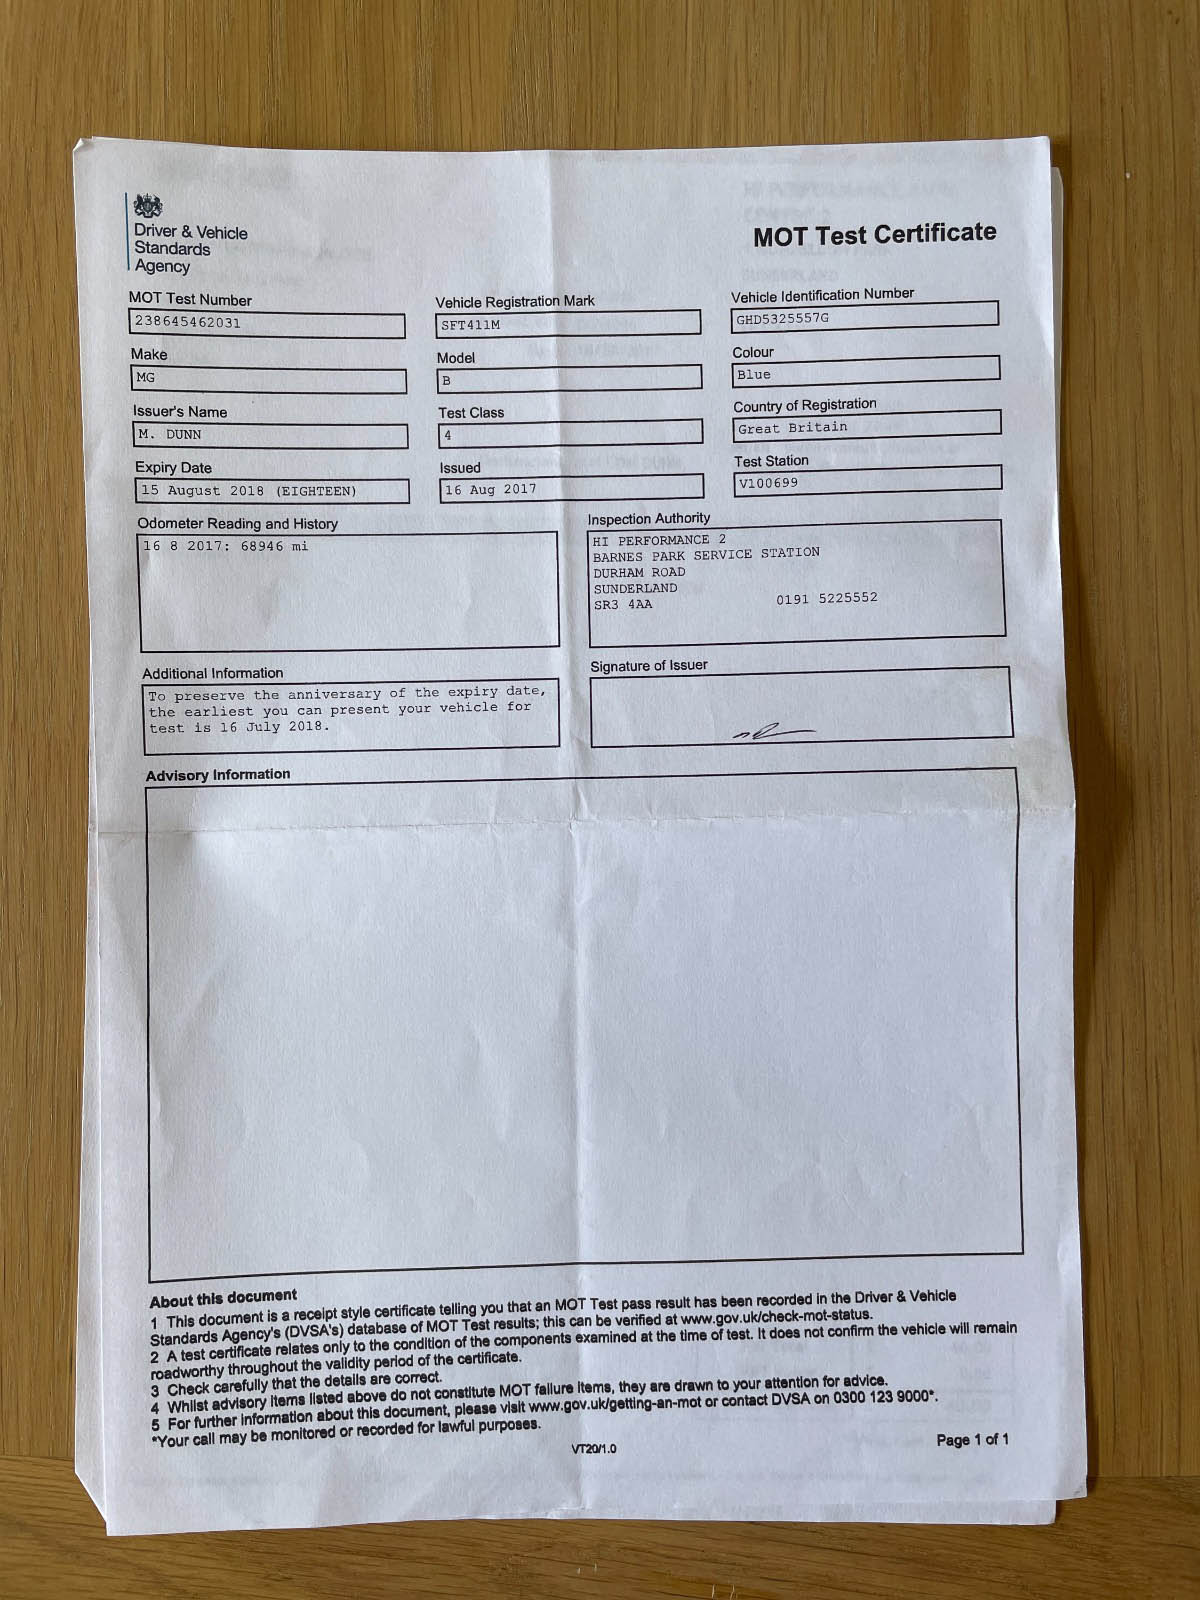 Driver & Vehicle
Standards
Agency
MOT Test Certificate
MOT Test Number
238645462031
Vehicle Registration Mark
SFT411M
Vehicle Identification Number
GHD5325557G
Make
MG
Model
B
Colour
Blue
Issuer's Name
M. DUNN
Test Class
4
Country of Registration
Great Britain
Expiry Date
15 August 2018 (EIGHTEEN)
Issued
16 Aug 2017
Test Station
V100699
Odometer Reading and History
16 8 2017: 68946 mi
Inspection Authority
HI PERFORMANCE 2
BARNES PARK SERVICE STATION
DURHAM ROAD
SUNDERLAND
SR3 4AA 0191 5225552
Additional Information
To preserve the anniversary of the expiry date,
the earliest you can present your vehicle for
test is 16 July 2018.
Signature of Issuer
Advisory Information
About this document
1 This document is a receipt style certificate telling you that an MOT Test pass result has been recorded in the Driver & Vehicle
Standards Agency's (DVSA's) database of MOT Test results; this can be verified at www.gov.uk/check-mot-status.
2 A test certificate relates only to the condition of the components examined at the time of test. It does not confirm the vehicle will remain
roadworthy throughout the validity period of the certificate.
3 Check carefully that the details are correct.
4 Whilst advisory items listed above do not constitute MOT failure items, they are drawn to your attention for advice.
5 For further information about this document, please visit www.gov.uk/getting-an-mot or contact DVSA on 0300 123 9000*.
*Your call may be monitored or recorded for lawful purposes.
VT20/1.0
Page 1 of 1